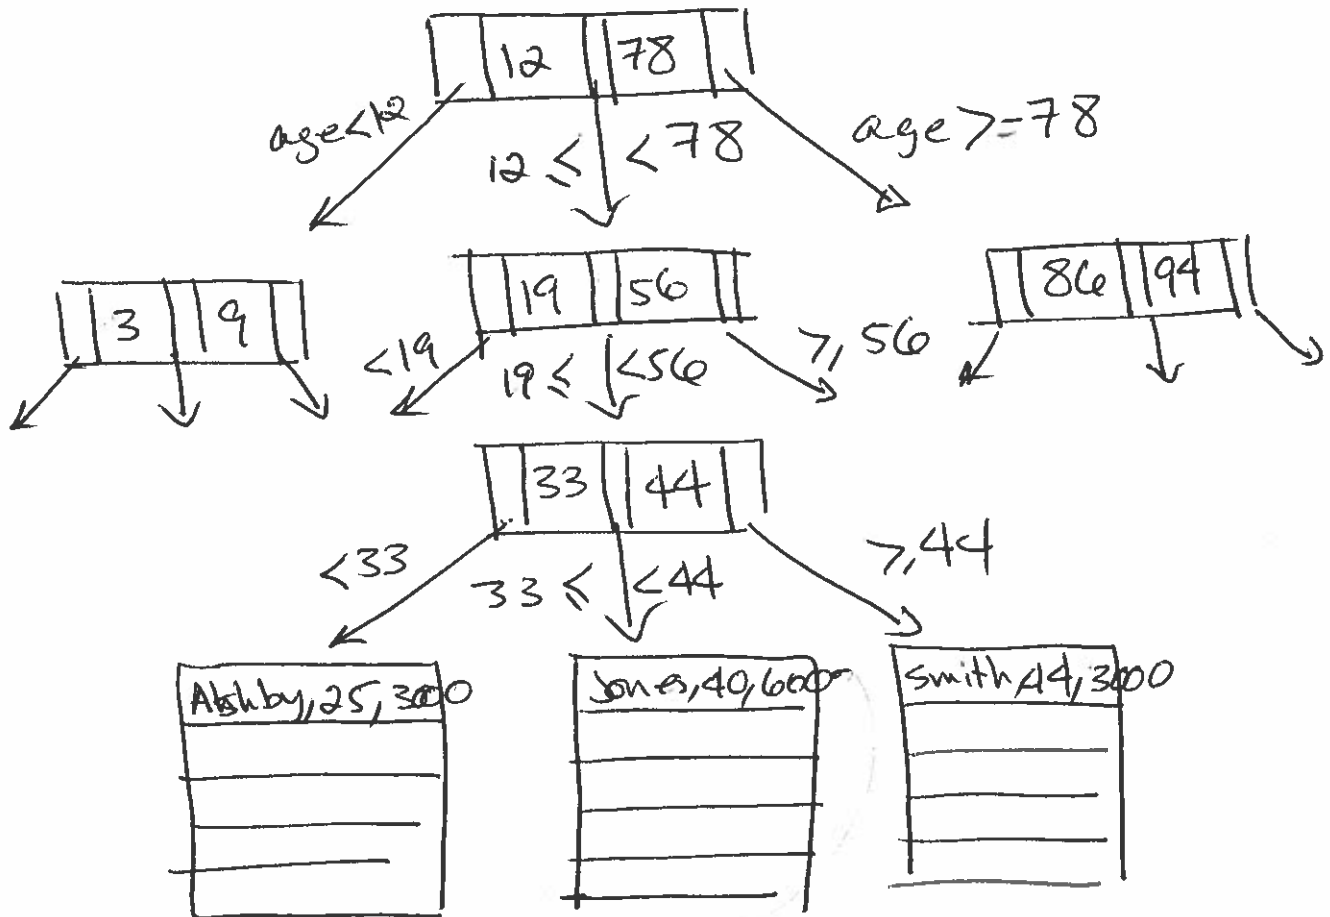 12 78
age<12
12 ≤ < 78
age >= 78
3 9
19 56
86 94
<19
19 ≤ <56
>, 56
33 44
<33
33 ≤ <44
>, 44
Ashby, 25, 3000
Jones, 40, 6000
Smith, 44, 3000